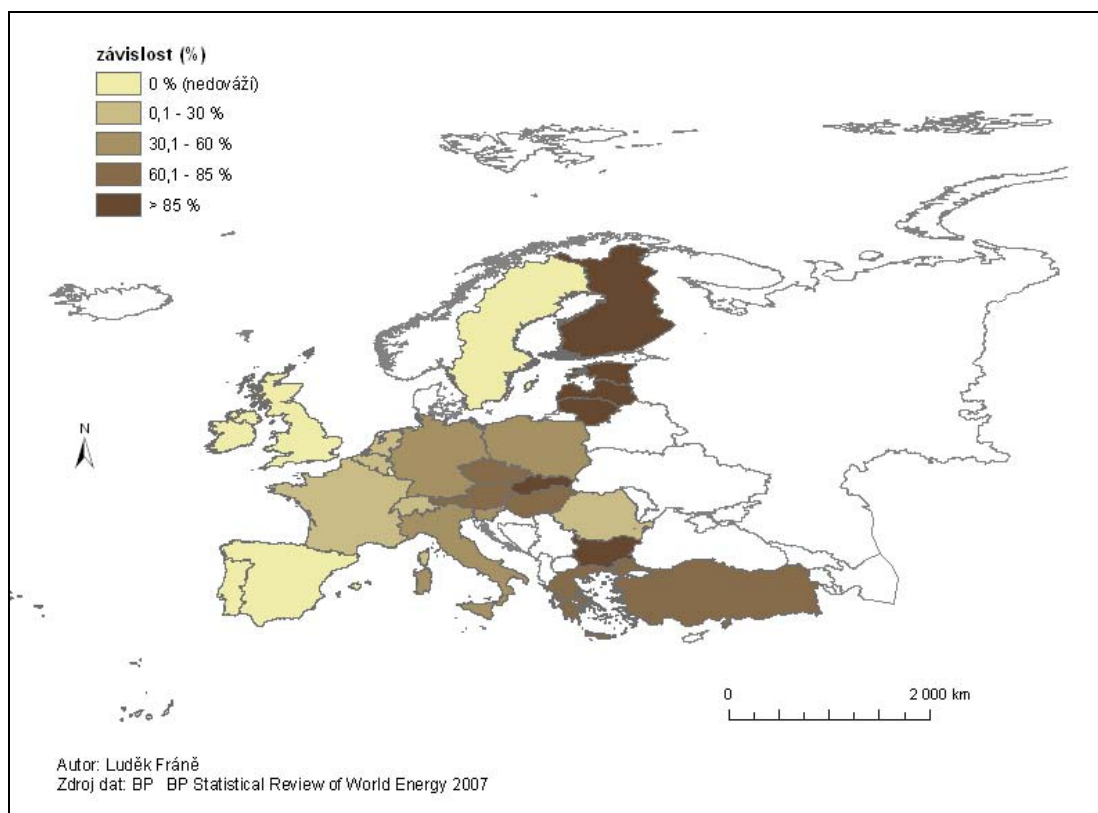 závislost (%)
0 % (nedováží)
0,1 - 30 %
30,1 - 60 %
60,1 - 85 %
> 85 %
N
0 2 000 km
Autor: Luděk Fráně
Zdroj dat: BP BP Statistical Review of World Energy 2007